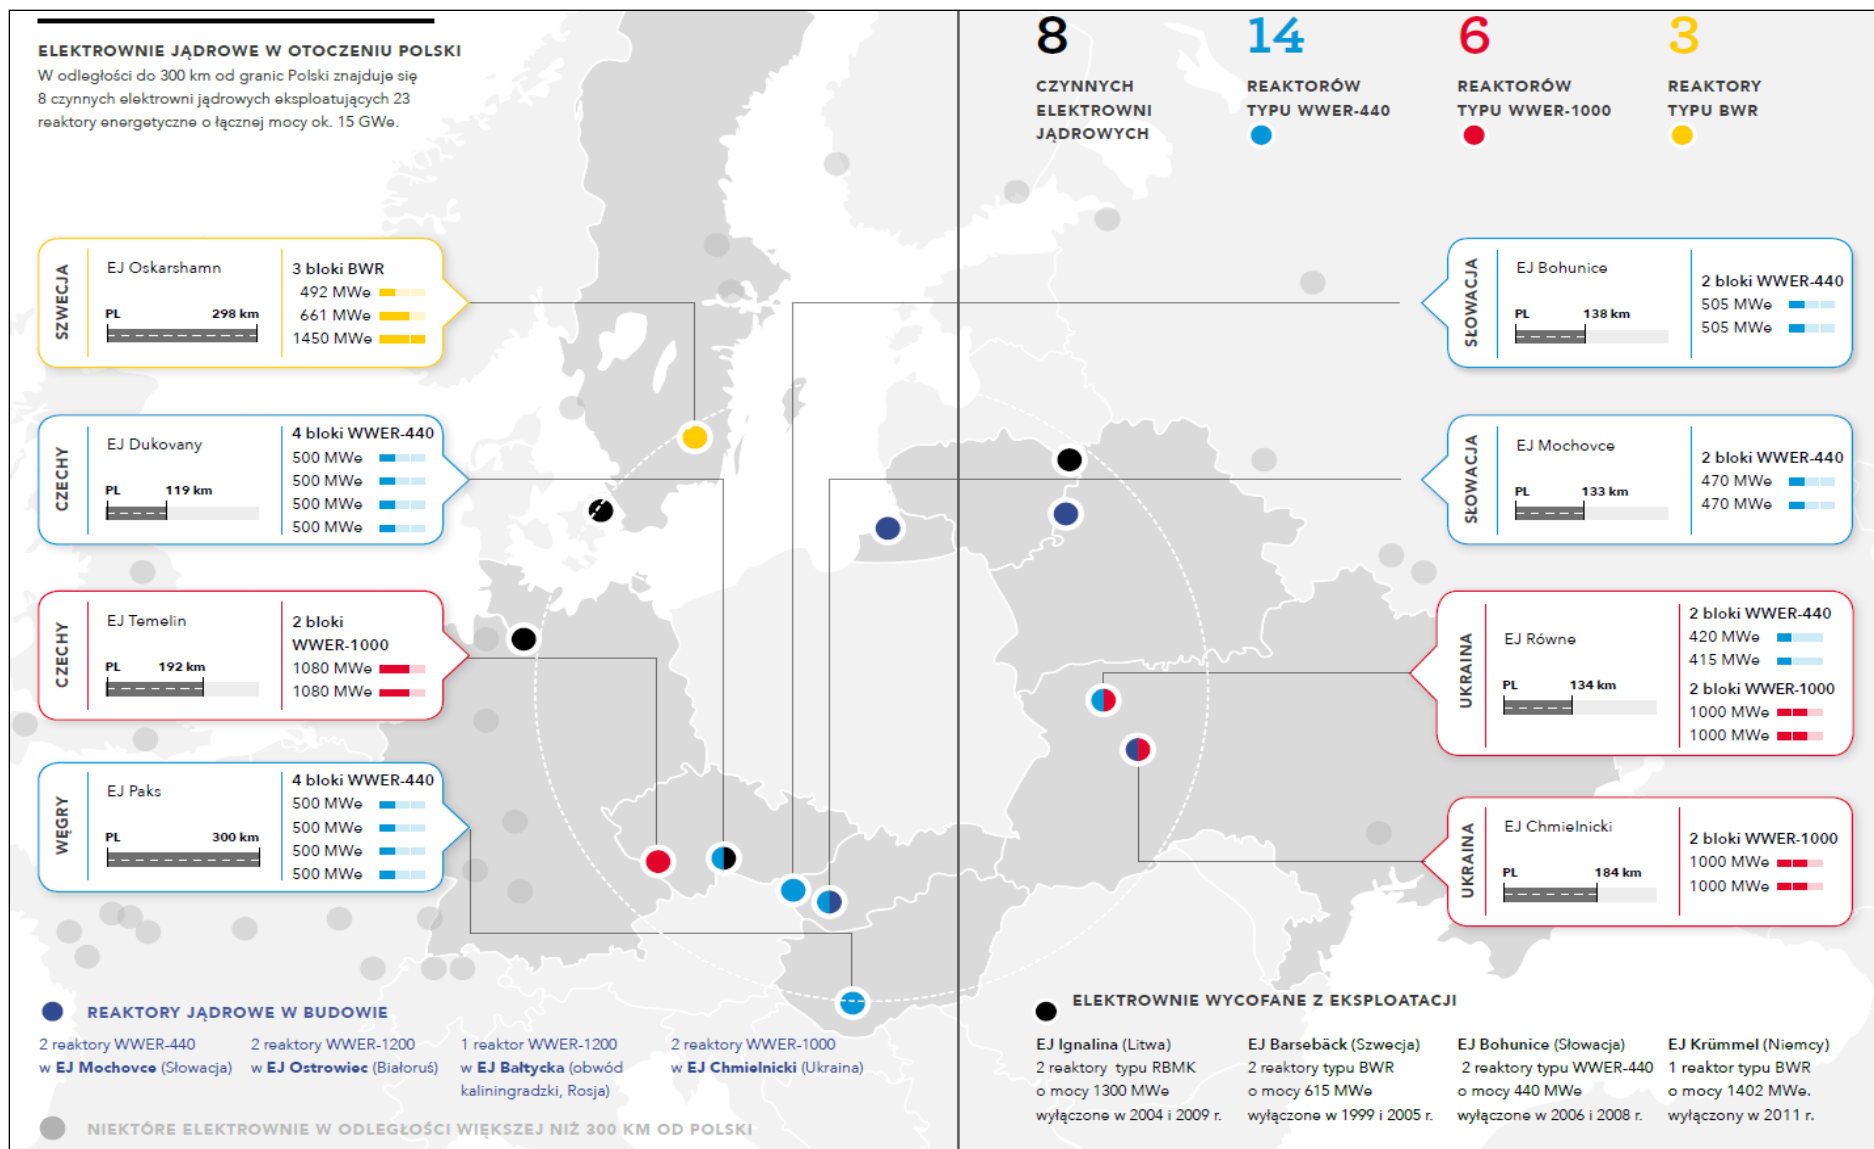 ELEKTROWNIE JĄDROWE W OTOCZENIU POLSKI
W odległości do 300 km od granic Polski znajduje się
8 czynnych elektrowni jądrowych eksploatujących 23
reaktory energetyczne o łącznej mocy ok. 15 GWe.
8
CZYNNYCH
ELEKTROWNI
JĄDROWYCH
14
REAKTORÓW
TYPU WWER-440
6
REAKTORÓW
TYPU WWER-1000
3
REAKTORY
TYPU BWR
SZWECJA
EJ Oskarshamn
PL 298 km
3 bloki BWR
492 MWe
661 MWe
1450 MWe
CZECHY
EJ Dukovany
PL 119 km
4 bloki WWER-440
500 MWe
500 MWe
500 MWe
500 MWe
CZECHY
EJ Temelin
PL 192 km
2 bloki
WWER-1000
1080 MWe
1080 MWe
WĘGRY
EJ Paks
PL 300 km
4 bloki WWER-440
500 MWe
500 MWe
500 MWe
500 MWe
SŁOWACJA
EJ Bohunice
PL 138 km
2 bloki WWER-440
505 MWe
505 MWe
SŁOWACJA
EJ Mochovce
PL 133 km
2 bloki WWER-440
470 MWe
470 MWe
UKRAINA
EJ Równe
PL 134 km
2 bloki WWER-440
420 MWe
415 MWe
2 bloki WWER-1000
1000 MWe
1000 MWe
UKRAINA
EJ Chmielnicki
PL 184 km
2 bloki WWER-1000
1000 MWe
1000 MWe
REAKTORY JĄDROWE W BUDOWIE
2 reaktory WWER-440
w EJ Mochovce (Słowacja)
2 reaktory WWER-1200
w EJ Ostrowiec (Białoruś)
1 reaktor WWER-1200
w EJ Bałtycka (obwód
kaliningradzki, Rosja)
2 reaktory WWER-1000
w EJ Chmielnicki (Ukraina)
NIEKTÓRE ELEKTROWNIE W ODLEGŁOŚCI WIĘKSZEJ NIŻ 300 KM OD POLSKI
ELEKTROWNIE WYCOFANE Z EKSPLOATACJI
EJ Ignalina (Litwa)
2 reaktory typu RBMK
o mocy 1300 MWe
wyłączone w 2004 i 2009 r.
EJ Barsebäck (Szwecja)
2 reaktory typu BWR
o mocy 615 MWe
wyłączone w 1999 i 2005 r.
EJ Bohunice (Słowacja)
2 reaktory typu WWER-440
o mocy 440 MWe
wyłączone w 2006 i 2008 r.
EJ Krümmel (Niemcy)
1 reaktor typu BWR
o mocy 1402 MWe.
wyłączony w 2011 r.